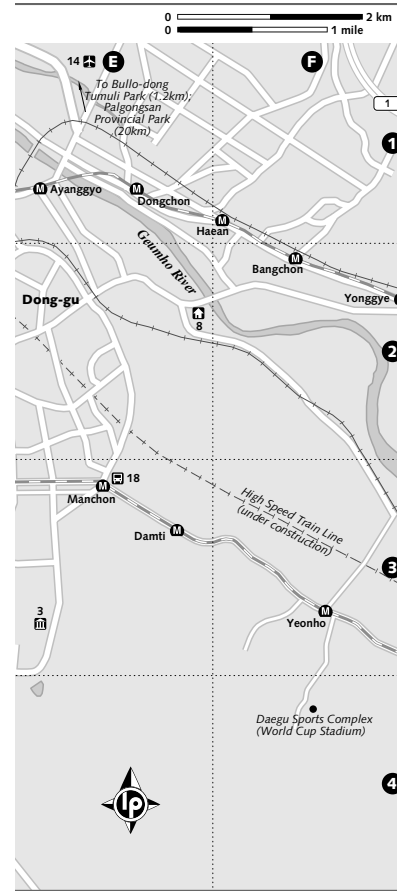 0 2 km
0 1 mile
14 E F
To Bullo-dong
Tumuli Park (1.2km);
Palgongsan
Provincial Park
(20km)
1
1
M Ayanggyo
M
Dongchon
M
Haean
M
Bangchon
Yonggye
Geumho River
Dong-gu
8
2
18
M
Manchon
High Speed Train Line
(under construction)
M
Damti
3
M
Yeonho
3
Daegu Sports Complex
(World Cup Stadium)
4
lp